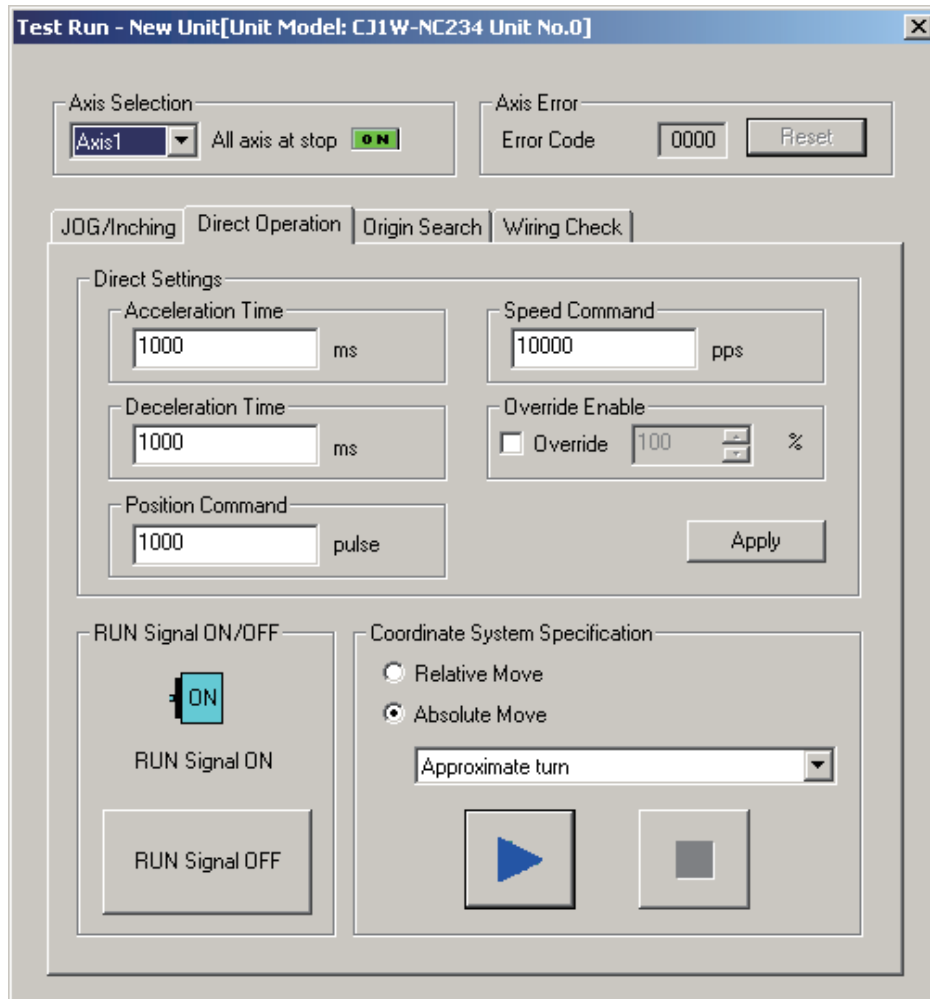 Test Run - New Unit[Unit Model: CJ1W-NC234 Unit No.0]
Axis Selection
Axis1 All axis at stop ON
Axis Error
Error Code 0000 Reset
JOG/Inching Direct Operation Origin Search Wiring Check
Direct Settings
Acceleration Time
1000 ms
Speed Command
10000 pps
Deceleration Time
1000 ms
Override Enable
Override 100 %
Position Command
1000 pulse
Apply
RUN Signal ON/OFF
ON
RUN Signal ON
RUN Signal OFF
Coordinate System Specification
Relative Move
Absolute Move
Approximate turn